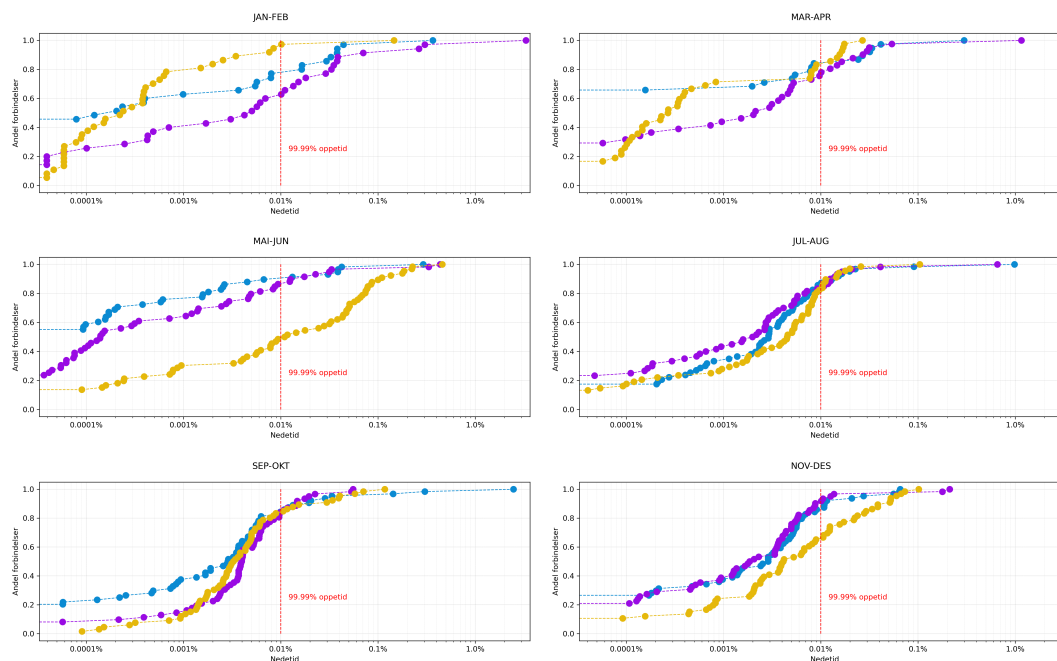 JAN-FEB
Andel forbindelser
1.0
0.8
0.6
0.4
0.2
0.0
99.99% oppetid
0.0001% 0.001% 0.01% 0.1% 1.0%
Nedetid
MAR-APR
Andel forbindelser
1.0
0.8
0.6
0.4
0.2
0.0
99.99% oppetid
0.0001% 0.001% 0.01% 0.1% 1.0%
Nedetid
MAI-JUN
Andel forbindelser
1.0
0.8
0.6
0.4
0.2
0.0
99.99% oppetid
0.0001% 0.001% 0.01% 0.1% 1.0%
Nedetid
JUL-AUG
Andel forbindelser
1.0
0.8
0.6
0.4
0.2
0.0
99.99% oppetid
0.0001% 0.001% 0.01% 0.1% 1.0%
Nedetid
SEP-OKT
Andel forbindelser
1.0
0.8
0.6
0.4
0.2
0.0
99.99% oppetid
0.0001% 0.001% 0.01% 0.1% 1.0%
Nedetid
NOV-DES
Andel forbindelser
1.0
0.8
0.6
0.4
0.2
0.0
99.99% oppetid
0.0001% 0.001% 0.01% 0.1% 1.0%
Nedetid